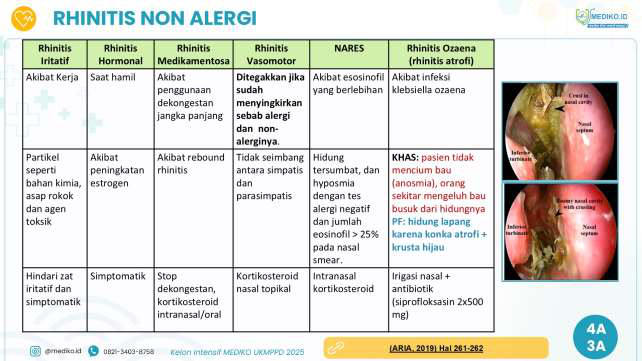 RHINITIS NON ALERGI
MEDIKO.ID
Rhinitis Iritatif
Rhinitis Hormonal
Rhinitis Medikamentosa
Rhinitis Vasomotor
NARES
Rhinitis Ozaena (rhinitis atrofi)
Akibat Kerja
Saat hamil
Akibat penggunaan dekongestan jangka panjang
Ditegakkan jika sudah menyingkirkan sebab alergi dan non-alerginya.
Akibat esosinofil yang berlebihan
Akibat infeksi klebsiella ozaena
Partikel seperti bahan kimia, asap rokok dan agen toksik
Akibat peningkatan estrogen
Akibat rebound rhinitis
Tidak seimbang antara simpatis dan parasimpatis
Hidung tersumbat, dan hyposmia dengan tes alergi negatif dan jumlah eosinofil > 25% pada nasal smear.
KHAS: pasien tidak mencium bau (anosmia), orang sekitar mengeluh bau busuk dari hidungnya
PF: hidung lapang karena konka atrofi + krusta hijau
Hindari zat iritatif dan simptomatik
Simptomatik
Stop dekongestan, kortikosteroid intranasal/oral
Kortikosteroid nasal topikal
Intranasal kortikosteroid
Irigasi nasal + antibiotik (siprofloksasin 2x500 mg)
Crust in nasal cavity
Nasal septum
Inferior turbinate
Roomy nasal cavity with crusting
Inferior turbinate
Nasal septum
4A
3A
@mediko.id
0821-3403-8758
Kelon Intensif MEDIKO UKMPPD 2025
(ARIA, 2019) Hal 261-262